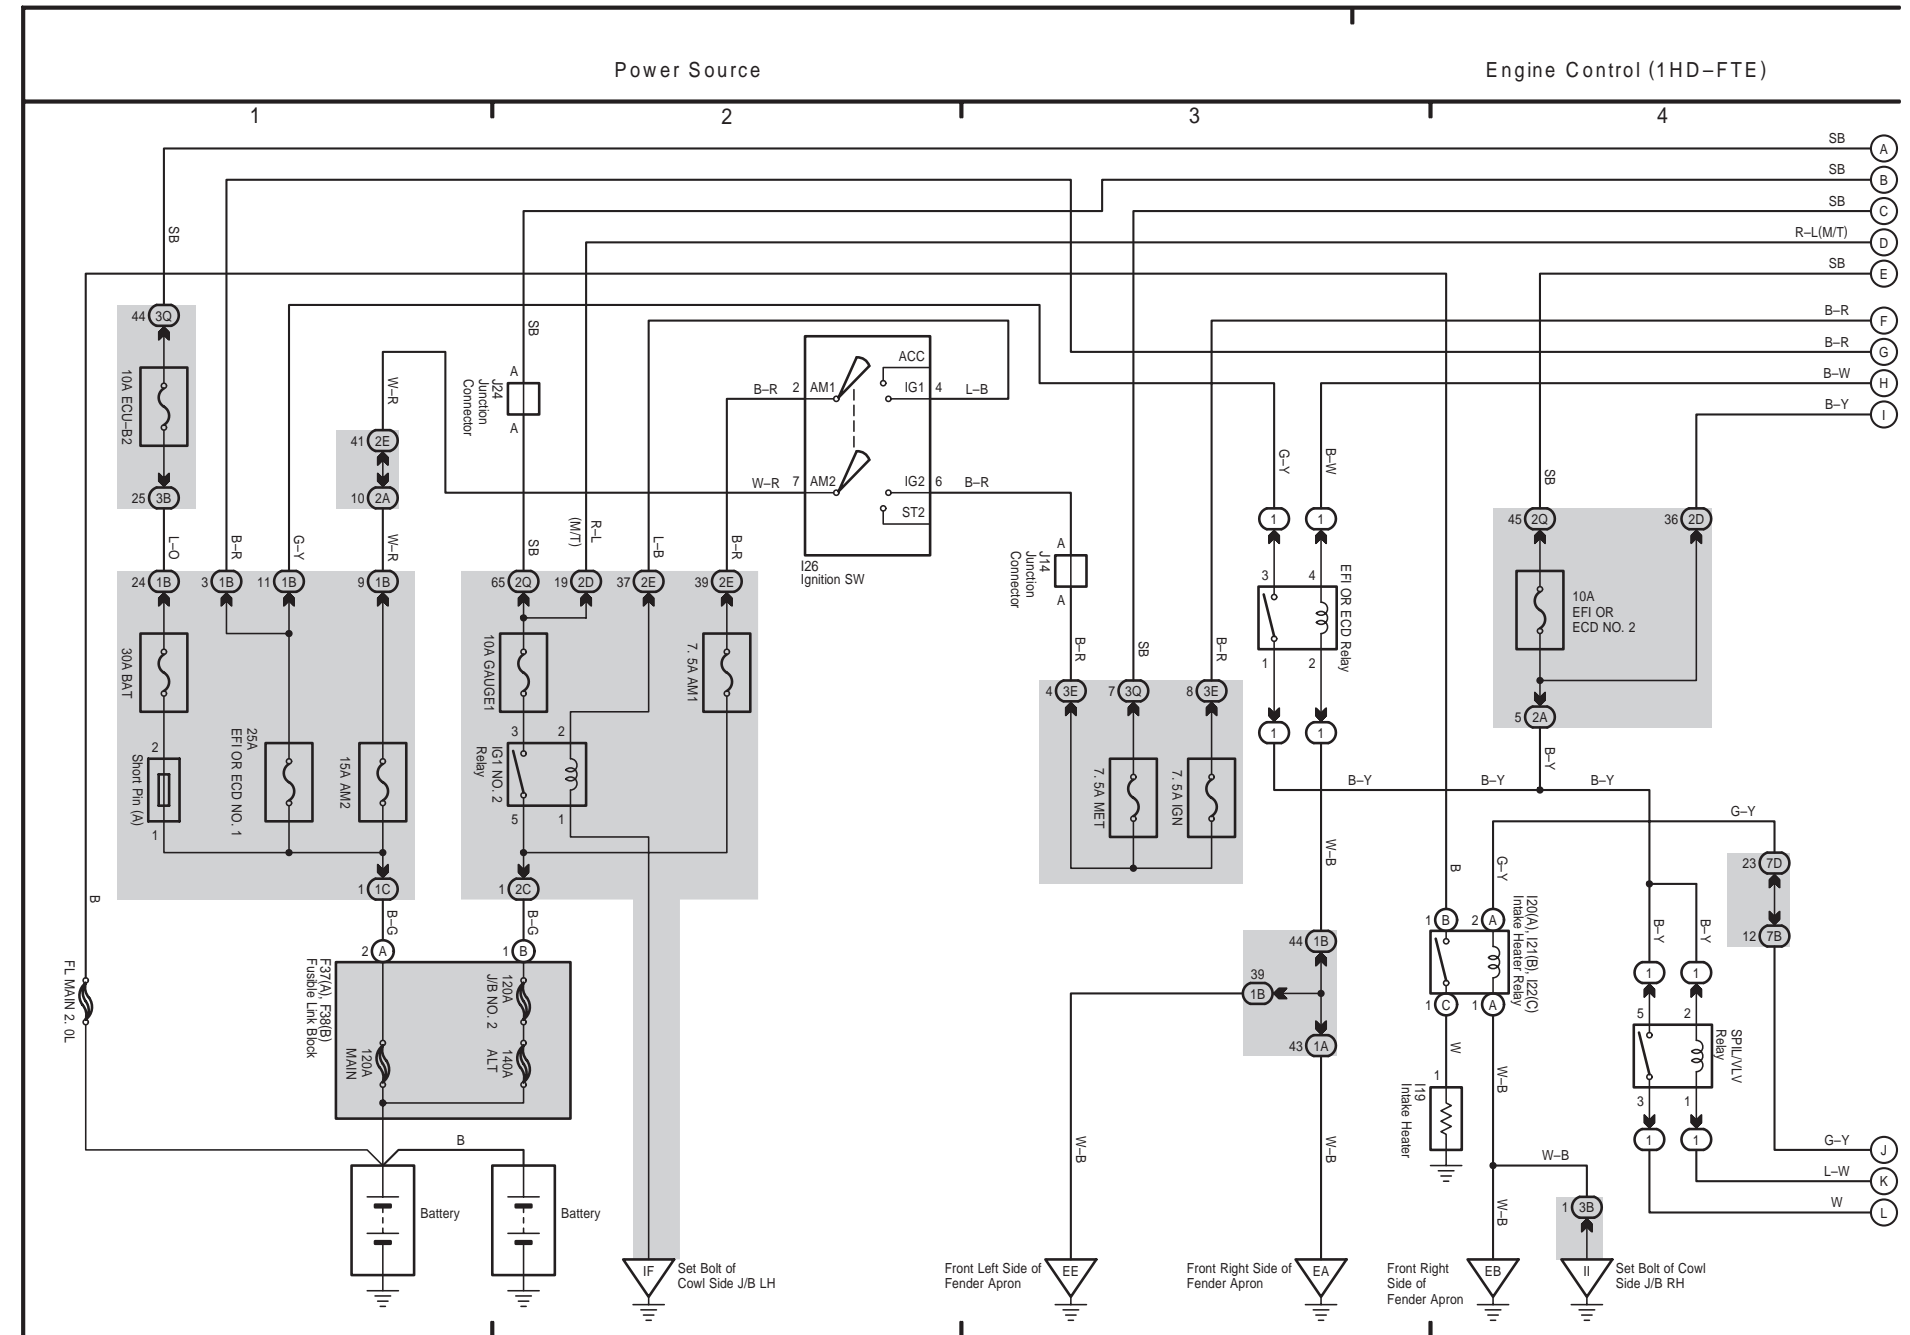 Power Source
Engine Control (1HD–FTE)
1
2
3
4
SB
A
SB
B
SB
C
R–L(M/T)
D
SB
E
B–R
F
B–R
G
B–W
H
B–Y
I
SB
44
3Q
10A ECU–B2
25
3B
L–O
B–R
G–Y
W–R
41
2E
10
2A
W–R
24
1B
3
1B
11
1B
9
1B
30A BAT
2
Short Pin (A)
1
25A
EFI OR ECD NO. 1
15A AM2
1
1C
B–G
2
A
SB
A
J24
Junction
Connector
A
SB
R–L
(M/T)
L–B
B–R
65
2Q
19
2D
37
2E
39
2E
10A GAUGE1
7. 5A AM1
3
2
IG1 NO. 2
Relay
5
1
1
2C
B–G
1
B
F37(A), F38(B)
Fusible Link Block
120A
J/B NO. 2
120A
MAIN
140A
ALT
B
FL MAIN 2. 0L
B
Battery
Battery
IF
Set Bolt of
Cowl Side J/B LH
ACC
B–R
2
AM1
IG1
4
L–B
W–R
7
AM2
IG2
6
B–R
ST2
I26
Ignition SW
A
J14
Junction
Connector
A
B–R
SB
B–R
4
3E
7
3Q
8
3E
7. 5A MET
7. 5A IGN
G–Y
B–W
1
1
3
4
EFI OR ECD Relay
1
2
1
1
B–Y
B–Y
B–Y
W–B
44
1B
39
1B
43
1A
W–B
W–B
Front Left Side of
Fender Apron
EE
Front Right Side of
Fender Apron
EA
SB
45
2Q
36
2D
10A
EFI OR
ECD NO. 2
5
2A
B–Y
G–Y
B
G–Y
1
B
2
A
I20(A), I21(B), I22(C)
Intake Heater Relay
1
C
1
A
W
W–B
1
I19
Intake Heater
W–B
W–B
1
3B
Front Right
Side of
Fender Apron
EB
II
Set Bolt of Cowl
Side J/B RH
23
7D
12
7B
B–Y
B–Y
1
1
5
2
SPIL/VLV
Relay
3
1
1
1
G–Y
J
L–W
K
W
L